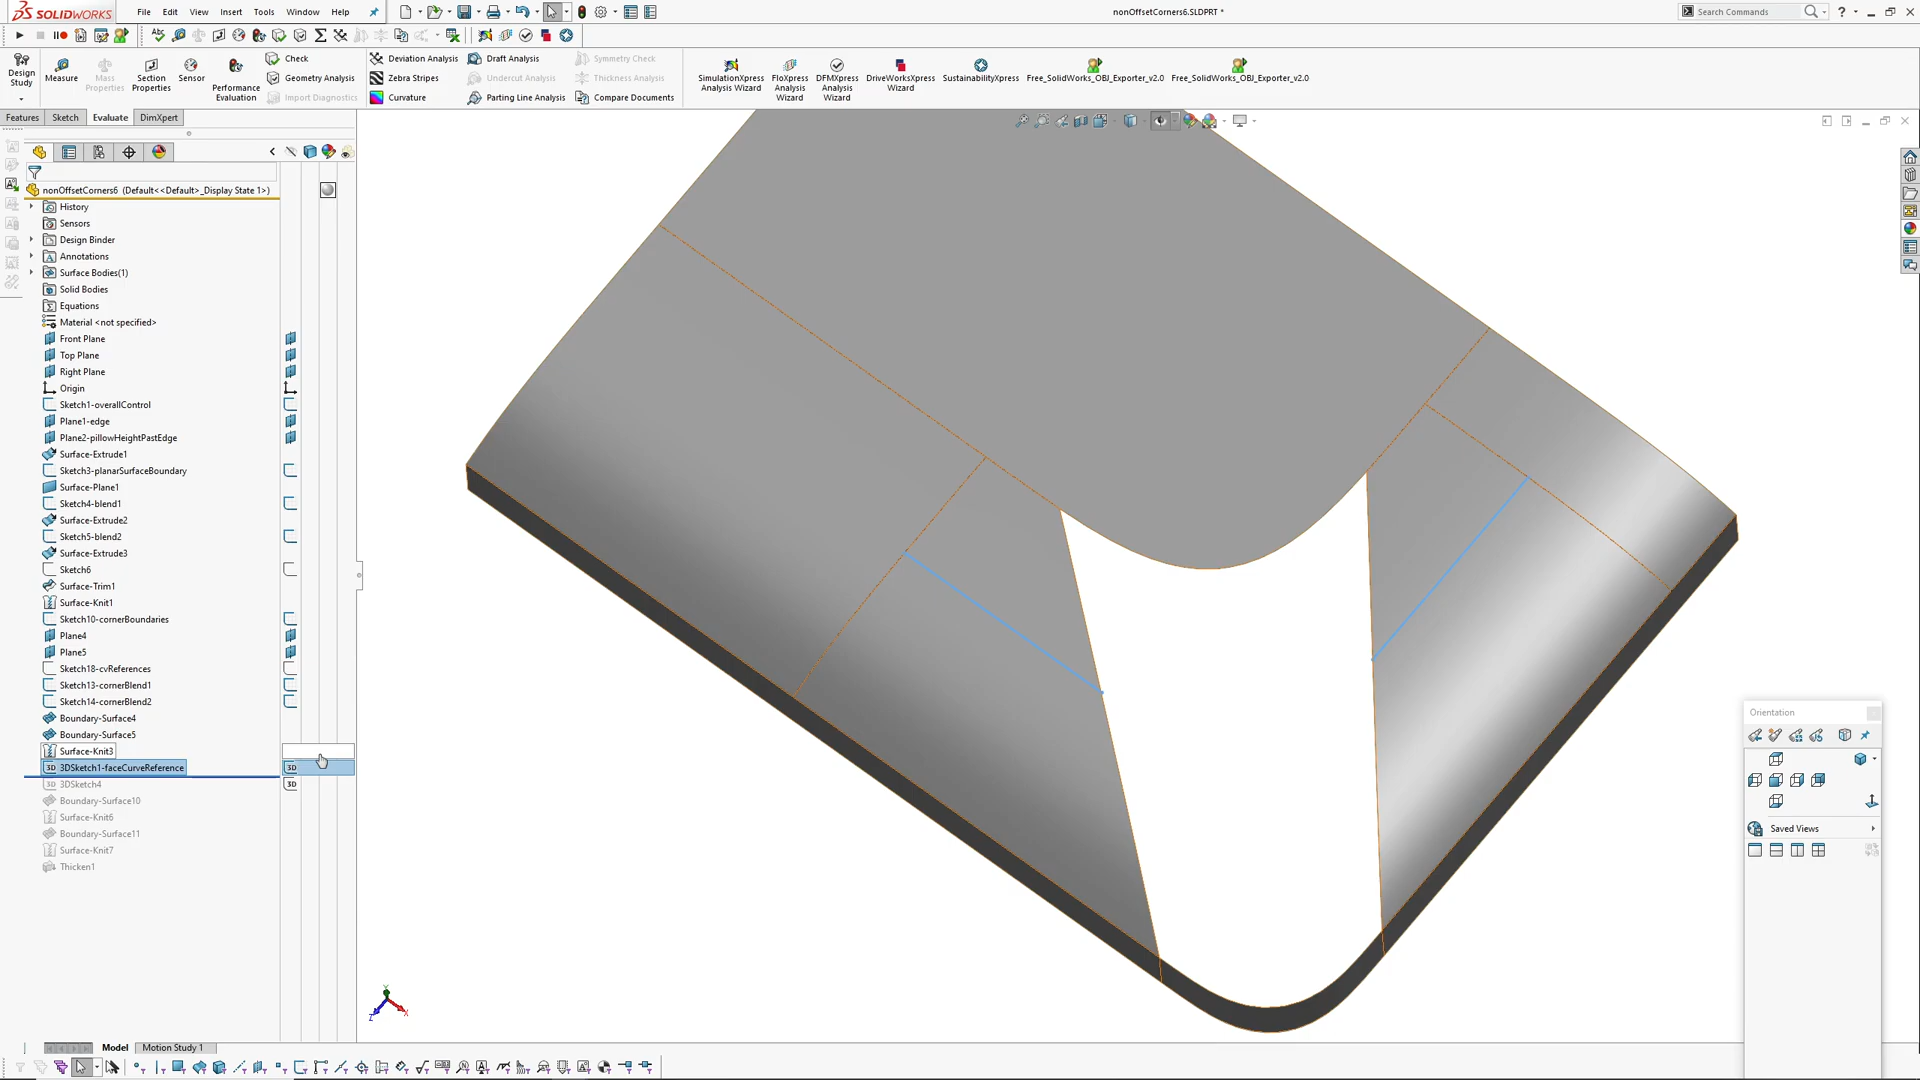 SOLIDWORKS File Edit View Insert Tools Window Help nonOffsetCorners6.SLDPRT * Search Commands ?
Design Study
Measure
Mass Properties
Section Properties
Sensor
Performance Evaluation
Check
Geometry Analysis
Import Diagnostics
Deviation Analysis
Zebra Stripes
Curvature
Draft Analysis
Undercut Analysis
Parting Line Analysis
Symmetry Check
Thickness Analysis
Compare Documents
SimulationXpress Analysis Wizard
FloXpress Analysis Wizard
DFMXpress Analysis Wizard
DriveWorksXpress Wizard
SustainabilityXpress
Free_SolidWorks_OBJ_Exporter_v2.0
Free_SolidWorks_OBJ_Exporter_v2.0
Features Sketch Evaluate DimXpert
nonOffsetCorners6 (Default<<Default>_Display State 1>)
History
Sensors
Design Binder
Annotations
Surface Bodies(1)
Solid Bodies
Equations
Material <not specified>
Front Plane
Top Plane
Right Plane
Origin
Sketch1-overallControl
Plane1-edge
Plane2-pillowHeightPastEdge
Surface-Extrude1
Sketch3-planarSurfaceBoundary
Surface-Plane1
Sketch4-blend1
Surface-Extrude2
Sketch5-blend2
Surface-Extrude3
Sketch6
Surface-Trim1
Surface-Knit1
Sketch10-cornerBoundaries
Plane4
Plane5
Sketch18-cvReferences
Sketch13-cornerBlend1
Sketch14-cornerBlend2
Boundary-Surface4
Boundary-Surface5
Surface-Knit3
3D 3DSketch1-faceCurveReference 3D
3D 3DSketch4 3D
Boundary-Surface10
Surface-Knit6
Boundary-Surface11
Surface-Knit7
Thicken1
Orientation
Saved Views
Model Motion Study 1